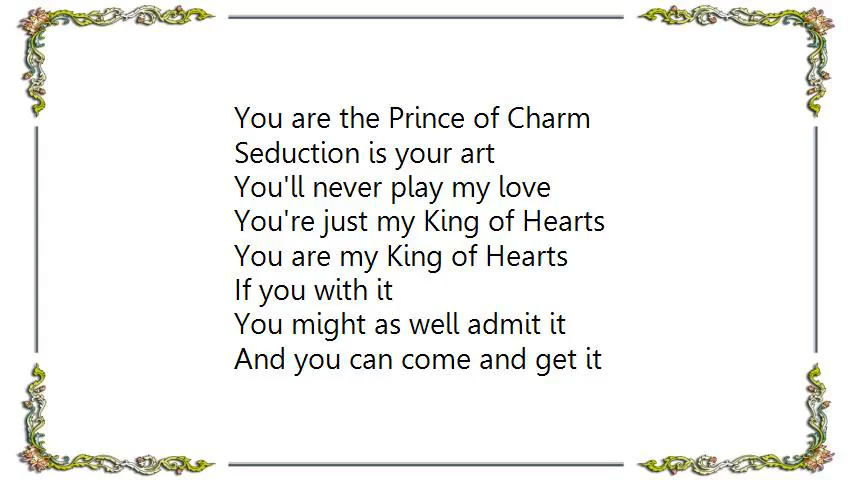 You are the Prince of Charm
Seduction is your art
You'll never play my love
You're just my King of Hearts
You are my King of Hearts
If you with it
You might as well admit it
And you can come and get it